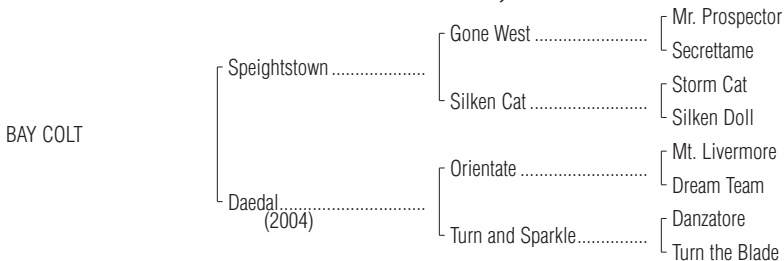 Mr. Prospector
Gone West .......................
Secrettame
Speightstown ....................
Storm Cat
Silken Cat ........................
Silken Doll
BAY COLT
Mt. Livermore
Orientate ..........................
Dream Team
Daedal...............................
(2004)
Danzatore
Turn and Sparkle...............
Turn the Blade